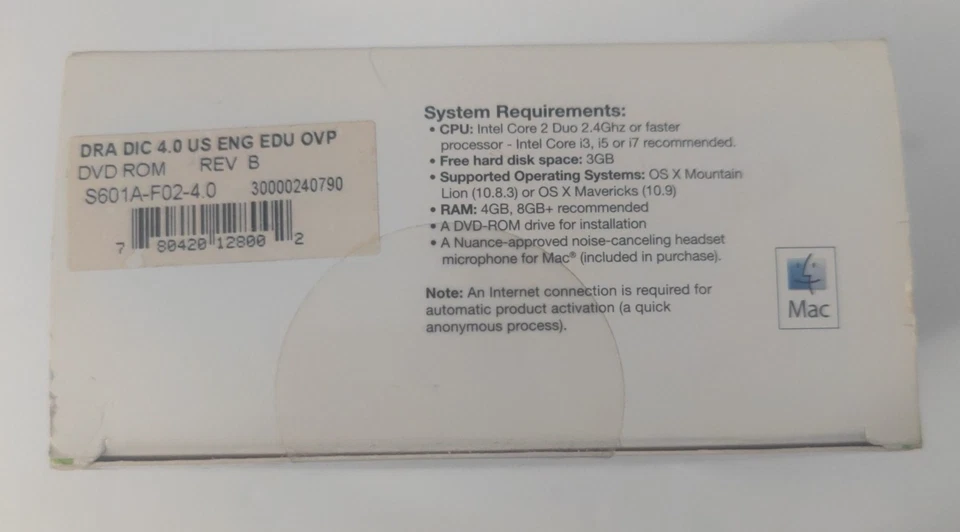 DRA DIC 4.0 US ENG EDU OVP
DVD ROM REV B
S601A-F02-4.0 30000240790
7 80420 12800 2
System Requirements:
• CPU: Intel Core 2 Duo 2.4Ghz or faster
processor - Intel Core i3, i5 or i7 recommended.
• Free hard disk space: 3GB
• Supported Operating Systems: OS X Mountain
Lion (10.8.3) or OS X Mavericks (10.9)
• RAM: 4GB, 8GB+ recommended
• A DVD-ROM drive for installation
• A Nuance-approved noise-canceling headset
microphone for Mac® (included in purchase).
Note: An Internet connection is required for
automatic product activation (a quick
anonymous process).
Mac